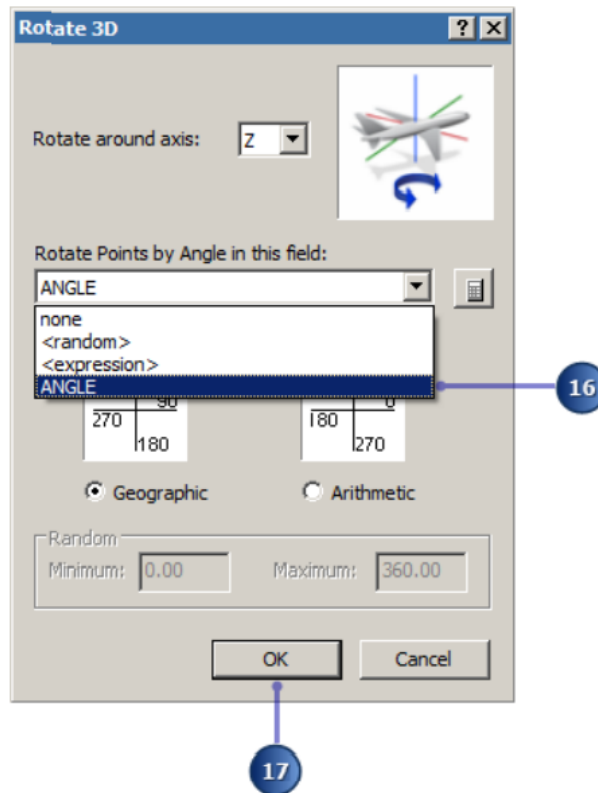 Rotate 3D
Rotate around axis: Z
Rotate Points by Angle in this field:
ANGLE
none
<random>
<expression>
ANGLE
16
90 0
270 180
180 270
Geographic Arithmetic
Random
Minimum: 0.00 Maximum: 360.00
OK Cancel
17